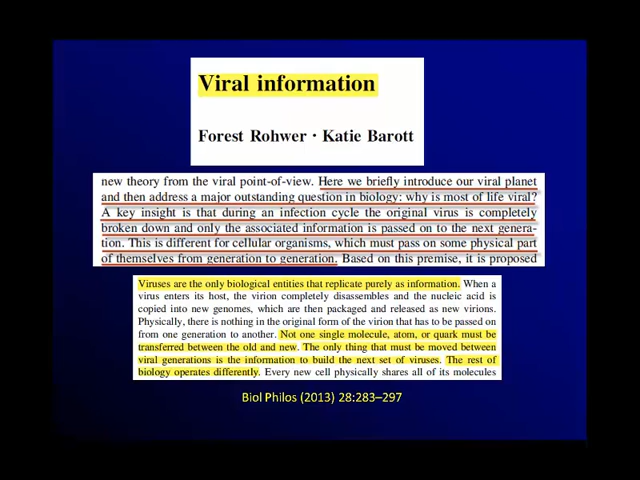 Viral information
Forest Rohwer · Katie Barott
new theory from the viral point-of-view. Here we briefly introduce our viral planet
and then address a major outstanding question in biology: why is most of life viral?
A key insight is that during an infection cycle the original virus is completely
broken down and only the associated information is passed on to the next genera-
tion. This is different for cellular organisms, which must pass on some physical part
of themselves from generation to generation. Based on this premise, it is proposed
Viruses are the only biological entities that replicate purely as information. When a
virus enters its host, the virion completely disassembles and the nucleic acid is
copied into new genomes, which are then packaged and released as new virions.
Physically, there is nothing in the original form of the virion that has to be passed on
from one generation to another. Not one single molecule, atom, or quark must be
transferred between the old and new. The only thing that must be moved between
viral generations is the information to build the next set of viruses. The rest of
biology operates differently. Every new cell physically shares all of its molecules
Biol Philos (2013) 28:283–297